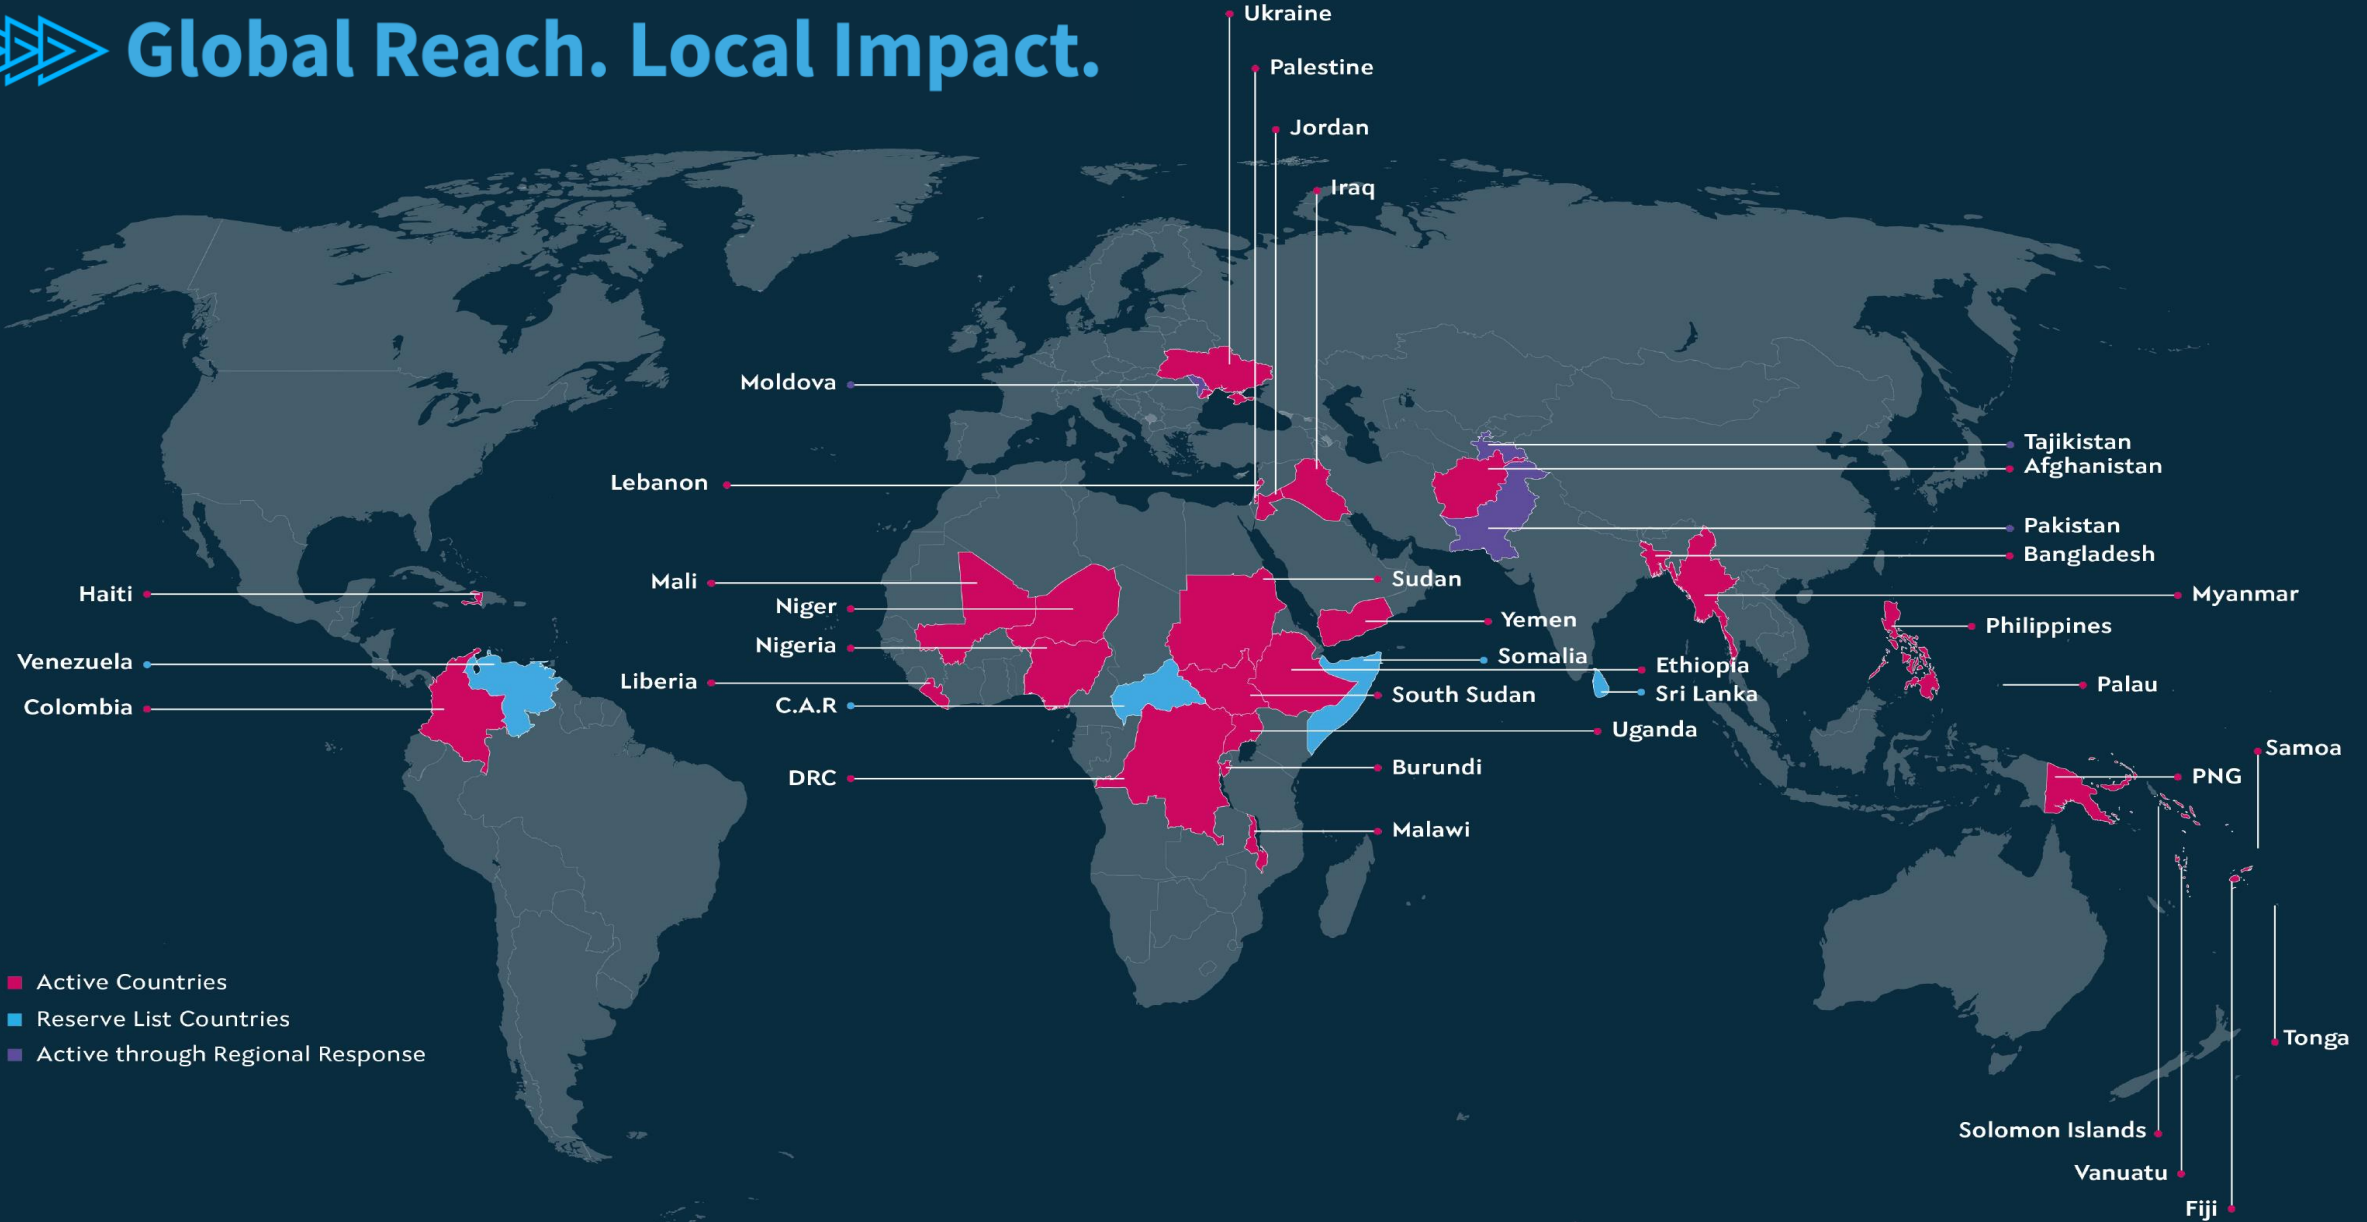 Global Reach. Local Impact.
Ukraine
Palestine
Jordan
Iraq
Moldova
Lebanon
Tajikistan
Afghanistan
Pakistan
Bangladesh
Haiti
Mali
Niger
Nigeria
Liberia
C.A.R
DRC
Venezuela
Colombia
Sudan
Yemen
Somalia
Ethiopia
South Sudan
Sri Lanka
Uganda
Burundi
Malawi
Myanmar
Philippines
Palau
Samoa
PNG
Tonga
Solomon Islands
Vanuatu
Fiji
Active Countries
Reserve List Countries
Active through Regional Response